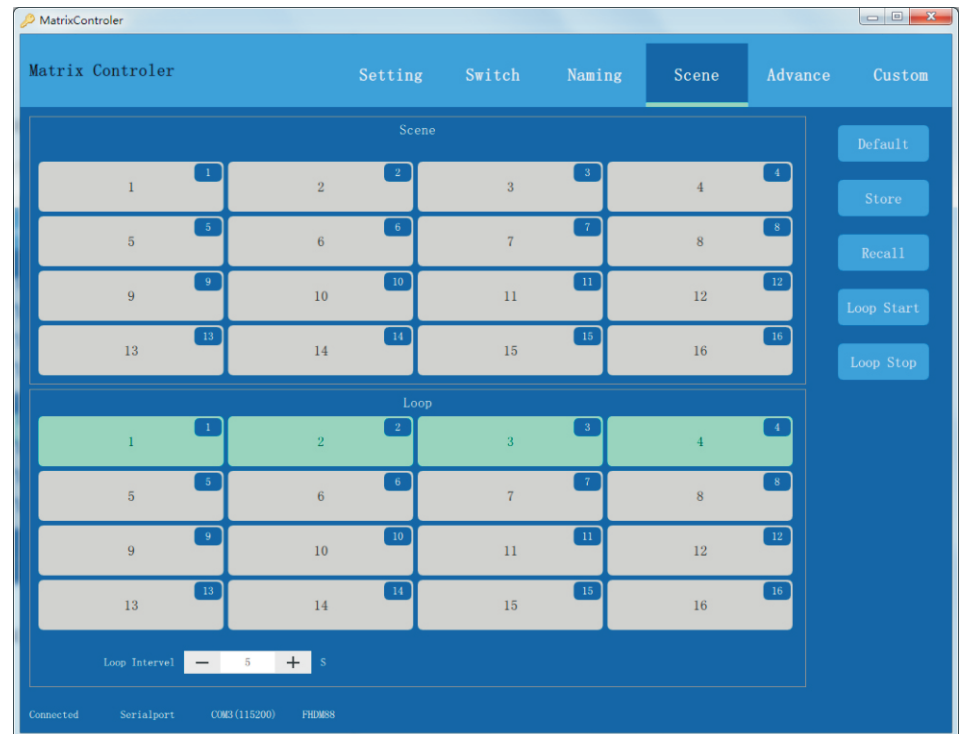 MatrixControler
Matrix Controler
Setting Switch Naming Scene Advance Custom
Scene
1 1 2 2 3 3 4 4
5 5 6 6 7 7 8 8
9 9 10 10 11 11 12 12
13 13 14 14 15 15 16 16
Default
Store
Recall
Loop Start
Loop Stop
Loop
1 1 2 2 3 3 4 4
5 5 6 6 7 7 8 8
9 9 10 10 11 11 12 12
13 13 14 14 15 15 16 16
Loop Intervel — 5 + S
Connected Serialport COM3(115200) FHDM88